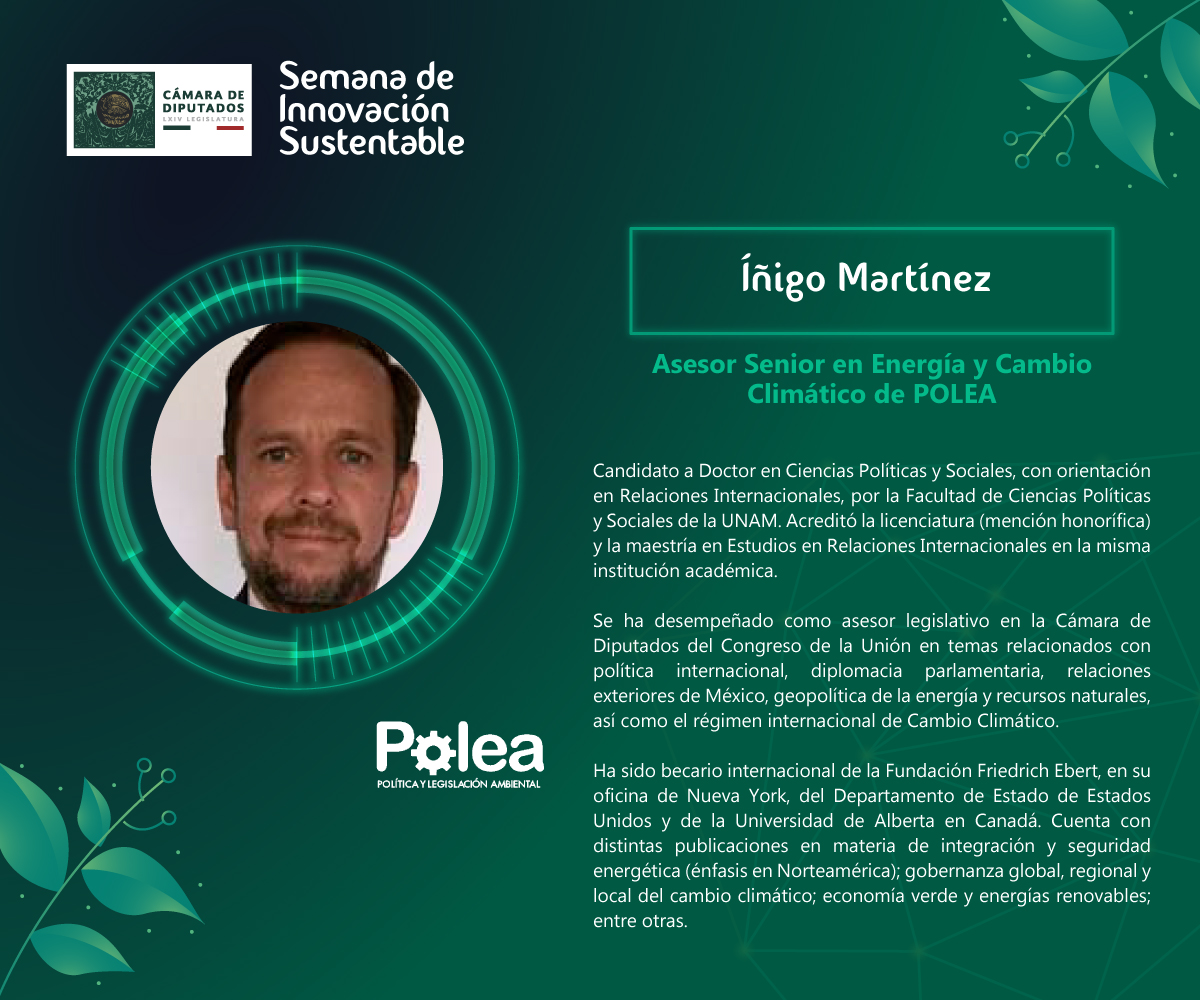 CÁMARA DE
DIPUTADOS
LXIV LEGISLATURA
Semana de
Innovación
Sustentable
Íñigo Martínez
Asesor Senior en Energía y Cambio
Climático de POLEA
Candidato a Doctor en Ciencias Políticas y Sociales, con orientación
en Relaciones Internacionales, por la Facultad de Ciencias Políticas
y Sociales de la UNAM. Acreditó la licenciatura (mención honorífica)
y la maestría en Estudios en Relaciones Internacionales en la misma
institución académica.
Se ha desempeñado como asesor legislativo en la Cámara de
Diputados del Congreso de la Unión en temas relacionados con
política internacional, diplomacia parlamentaria, relaciones
exteriores de México, geopolítica de la energía y recursos naturales,
así como el régimen internacional de Cambio Climático.
Ha sido becario internacional de la Fundación Friedrich Ebert, en su
oficina de Nueva York, del Departamento de Estado de Estados
Unidos y de la Universidad de Alberta en Canadá. Cuenta con
distintas publicaciones en materia de integración y seguridad
energética (énfasis en Norteamérica); gobernanza global, regional y
local del cambio climático; economía verde y energías renovables;
entre otras.
Polea
POLÍTICA Y LEGISLACIÓN AMBIENTAL